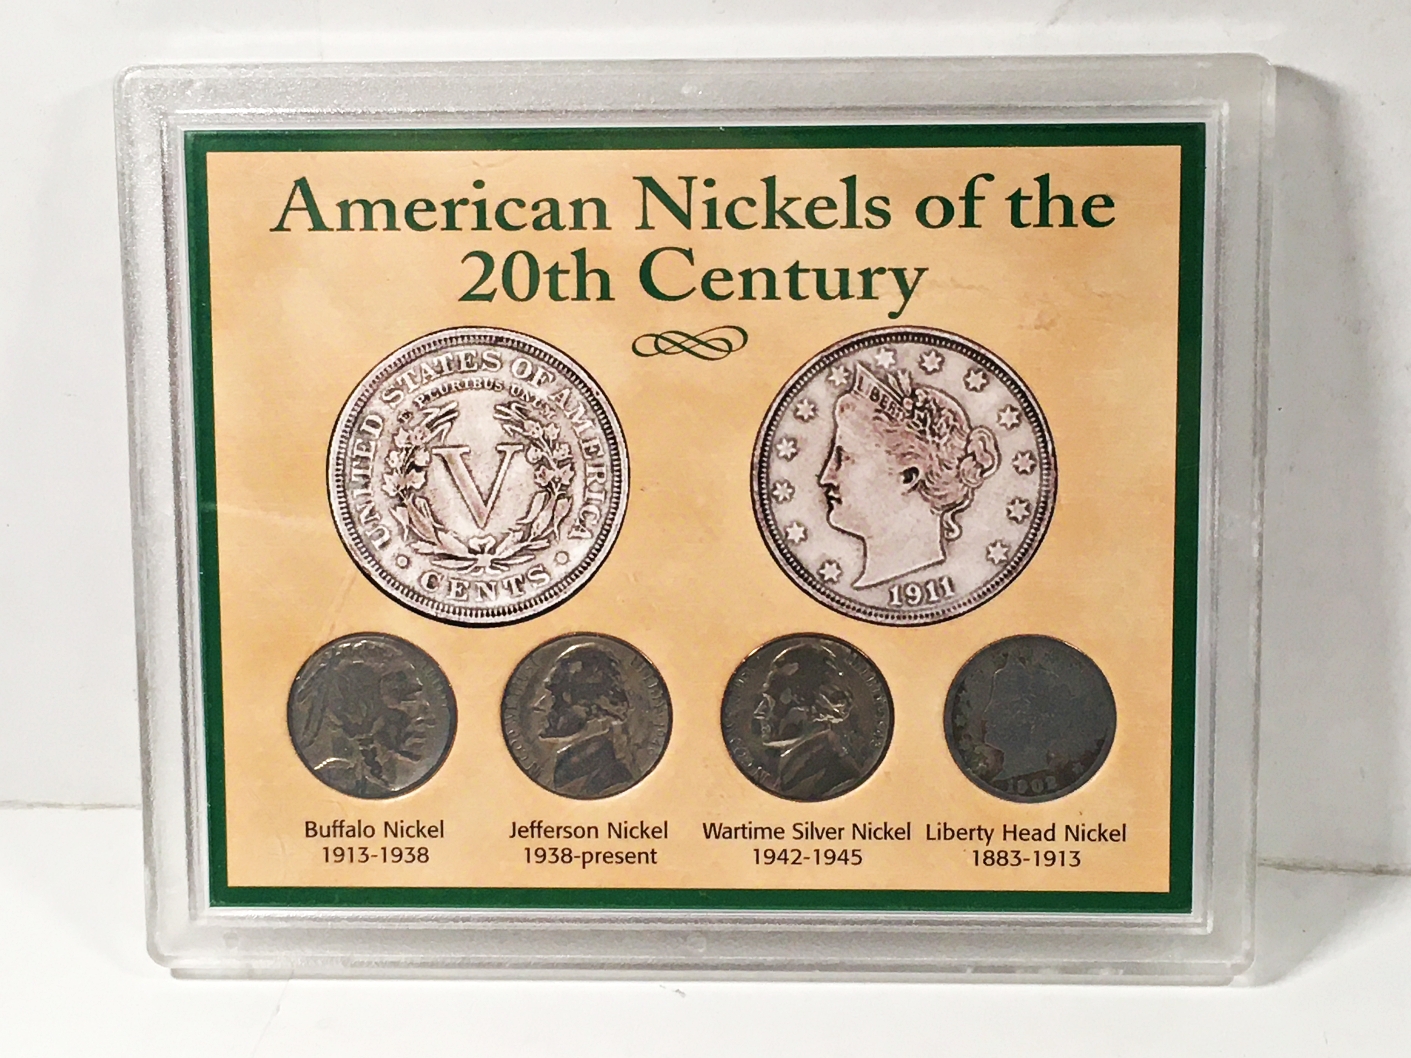 American Nickels of the
20th Century
UNITED STATES OF AMERICA
E PLURIBUS UNUM
V
CENTS
LIBERTY
1911
1902
Buffalo Nickel
1913-1938
Jefferson Nickel
1938-present
Wartime Silver Nickel
1942-1945
Liberty Head Nickel
1883-1913